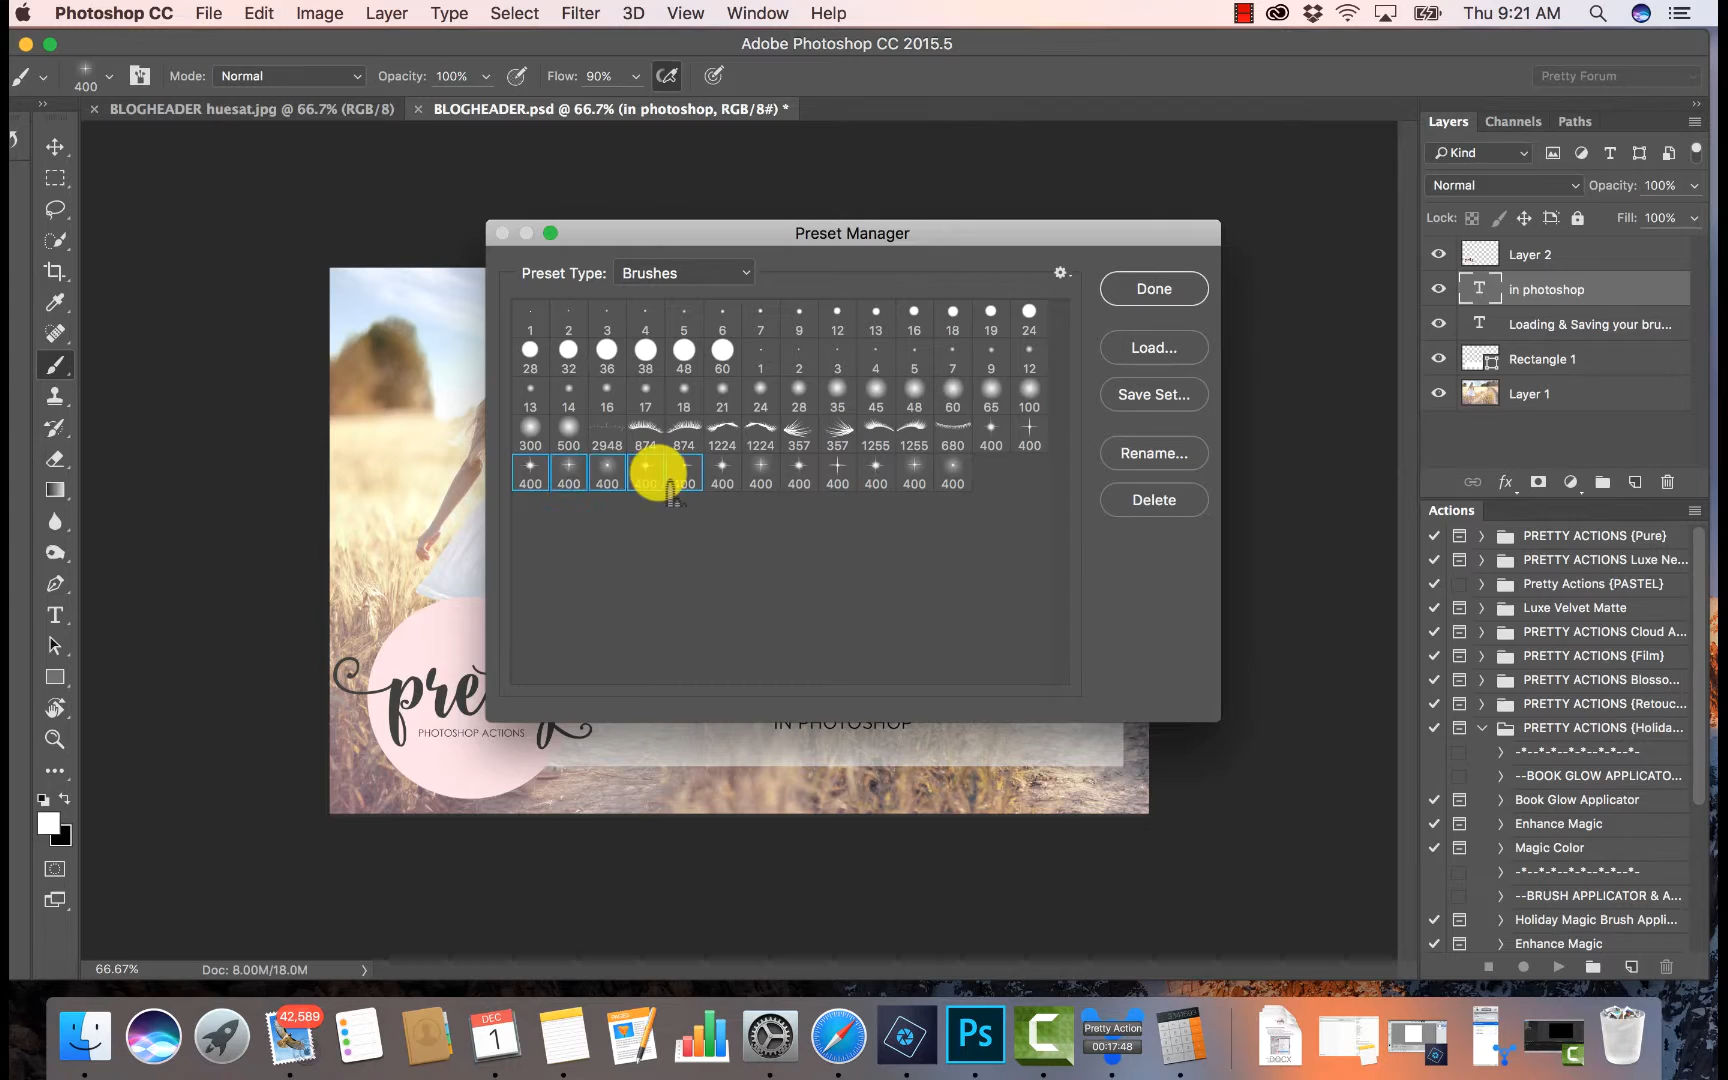 Photoshop CC File Edit Image Layer Type Select Filter 3D View Window Help Thu 9:21 AM
Adobe Photoshop CC 2015.5
400 Mode: Normal Opacity: 100% Flow: 90% Pretty Forum
BLOGHEADER huesat.jpg @ 66.7% (RGB/8) BLOGHEADER.psd @ 66.7% (in photoshop, RGB/8#) *
Preset Manager
Preset Type: Brushes
1 2 3 4 5 6 7 9 12 13 16 18 19 24
28 32 36 38 48 60 1 2 3 4 5 7 9 12
13 14 16 17 18 21 24 28 35 45 48 60 65 100
300 500 2948 874 874 1224 1224 357 357 1255 1255 680 400 400
400 400 400 400 400 400 400 400 400 400 400 400
Done
Load...
Save Set...
Rename...
Delete
PHOTOSHOP ACTIONS
IN PHOTOSHOP
66.67% Doc: 8.00M/18.0M
Layers Channels Paths
Kind
Normal Opacity: 100%
Lock: Fill: 100%
Layer 2
in photoshop
Loading & Saving your bru...
Rectangle 1
Layer 1
fx
Actions
PRETTY ACTIONS {Pure}
PRETTY ACTIONS Luxe Ne...
Pretty Actions {PASTEL}
Luxe Velvet Matte
PRETTY ACTIONS Cloud A...
PRETTY ACTIONS {Film}
PRETTY ACTIONS Blosso...
PRETTY ACTIONS {Retouc...
PRETTY ACTIONS {Holida...
-*--*-*--*-*--*-*--*-
--BOOK GLOW APPLICATO...
Book Glow Applicator
Enhance Magic
Magic Color
-*--*-*--*-*--*-*--*-
--BRUSH APPLICATOR & A...
Holiday Magic Brush Appli...
Enhance Magic
42,589
DEC
1
PAGES
Ps
C
Pretty Action
00:17:48
DOCX